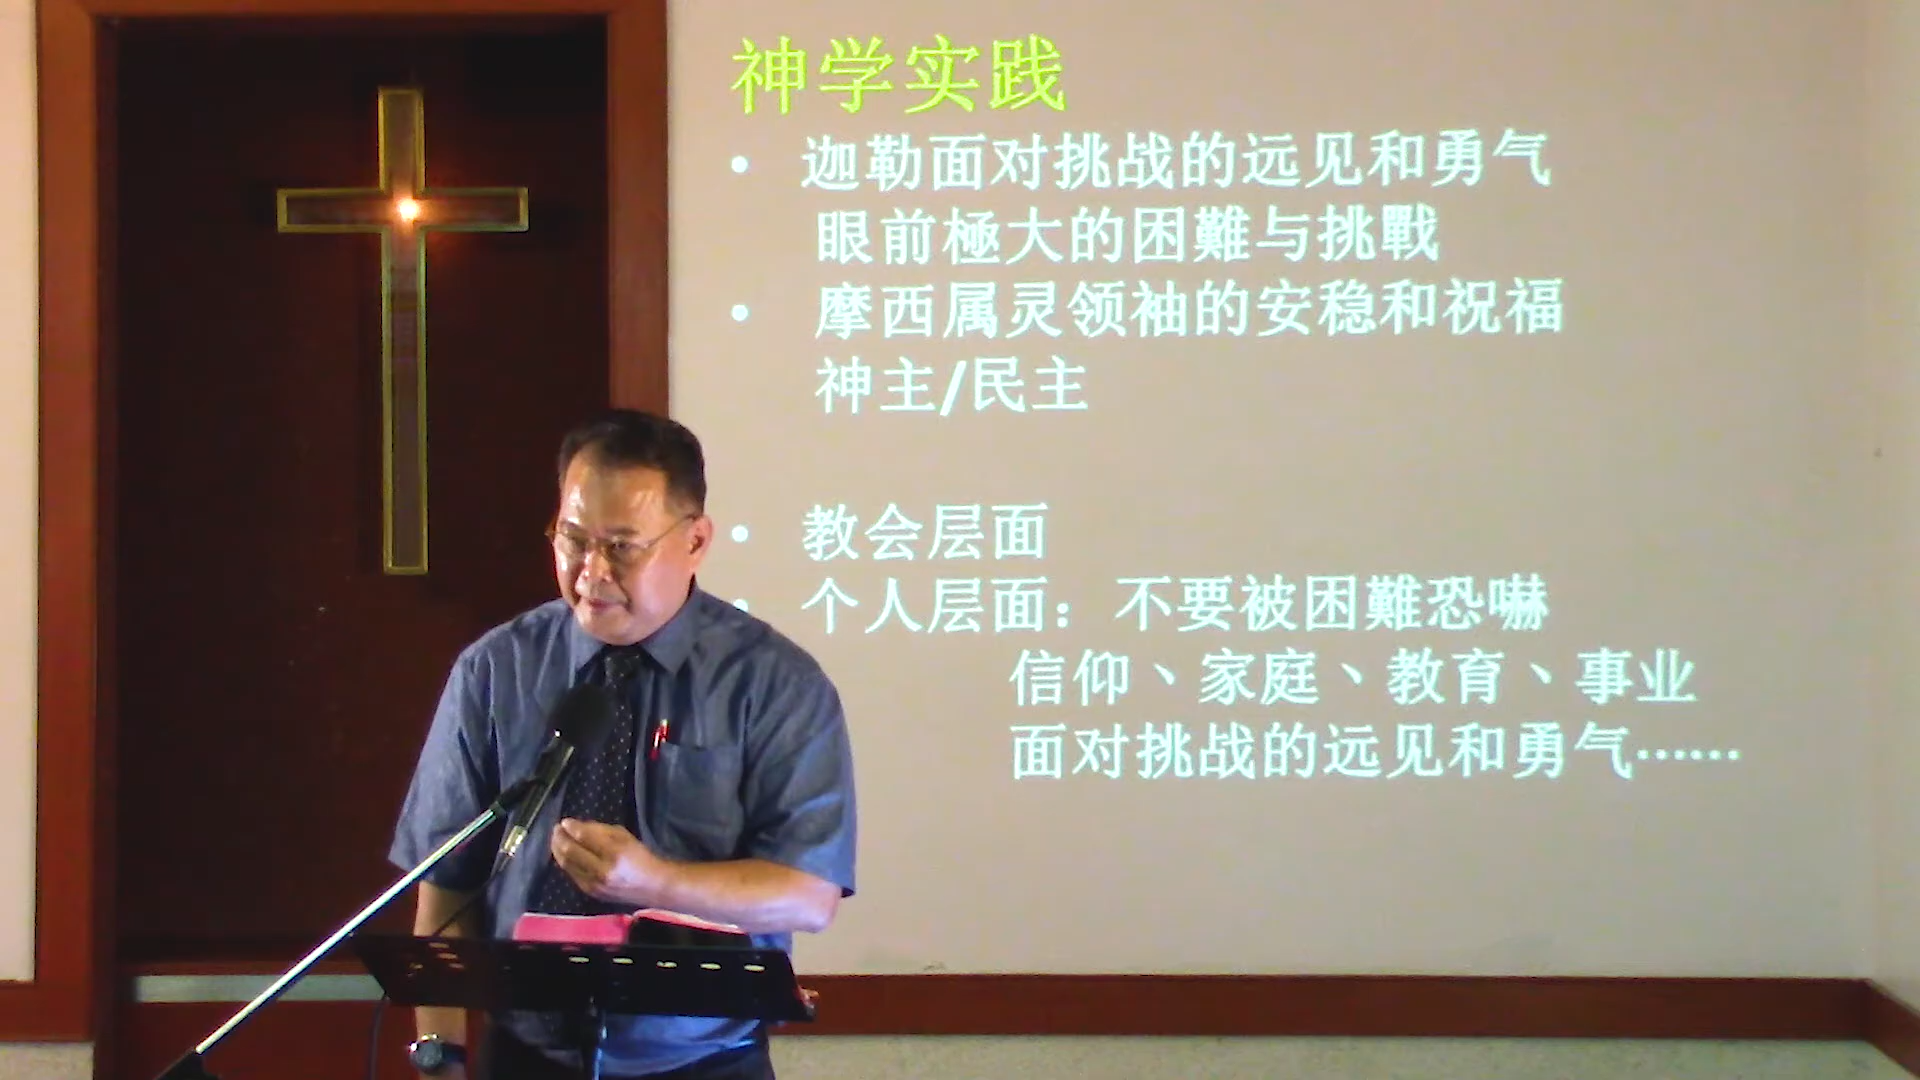 神学实践
• 迦勒面对挑战的远见和勇气
眼前極大的困難与挑戰
• 摩西属灵领袖的安稳和祝福
神主/民主
• 教会层面
• 个人层面：不要被困難恐嚇
信仰、家庭、教育、事业
面对挑战的远见和勇气……